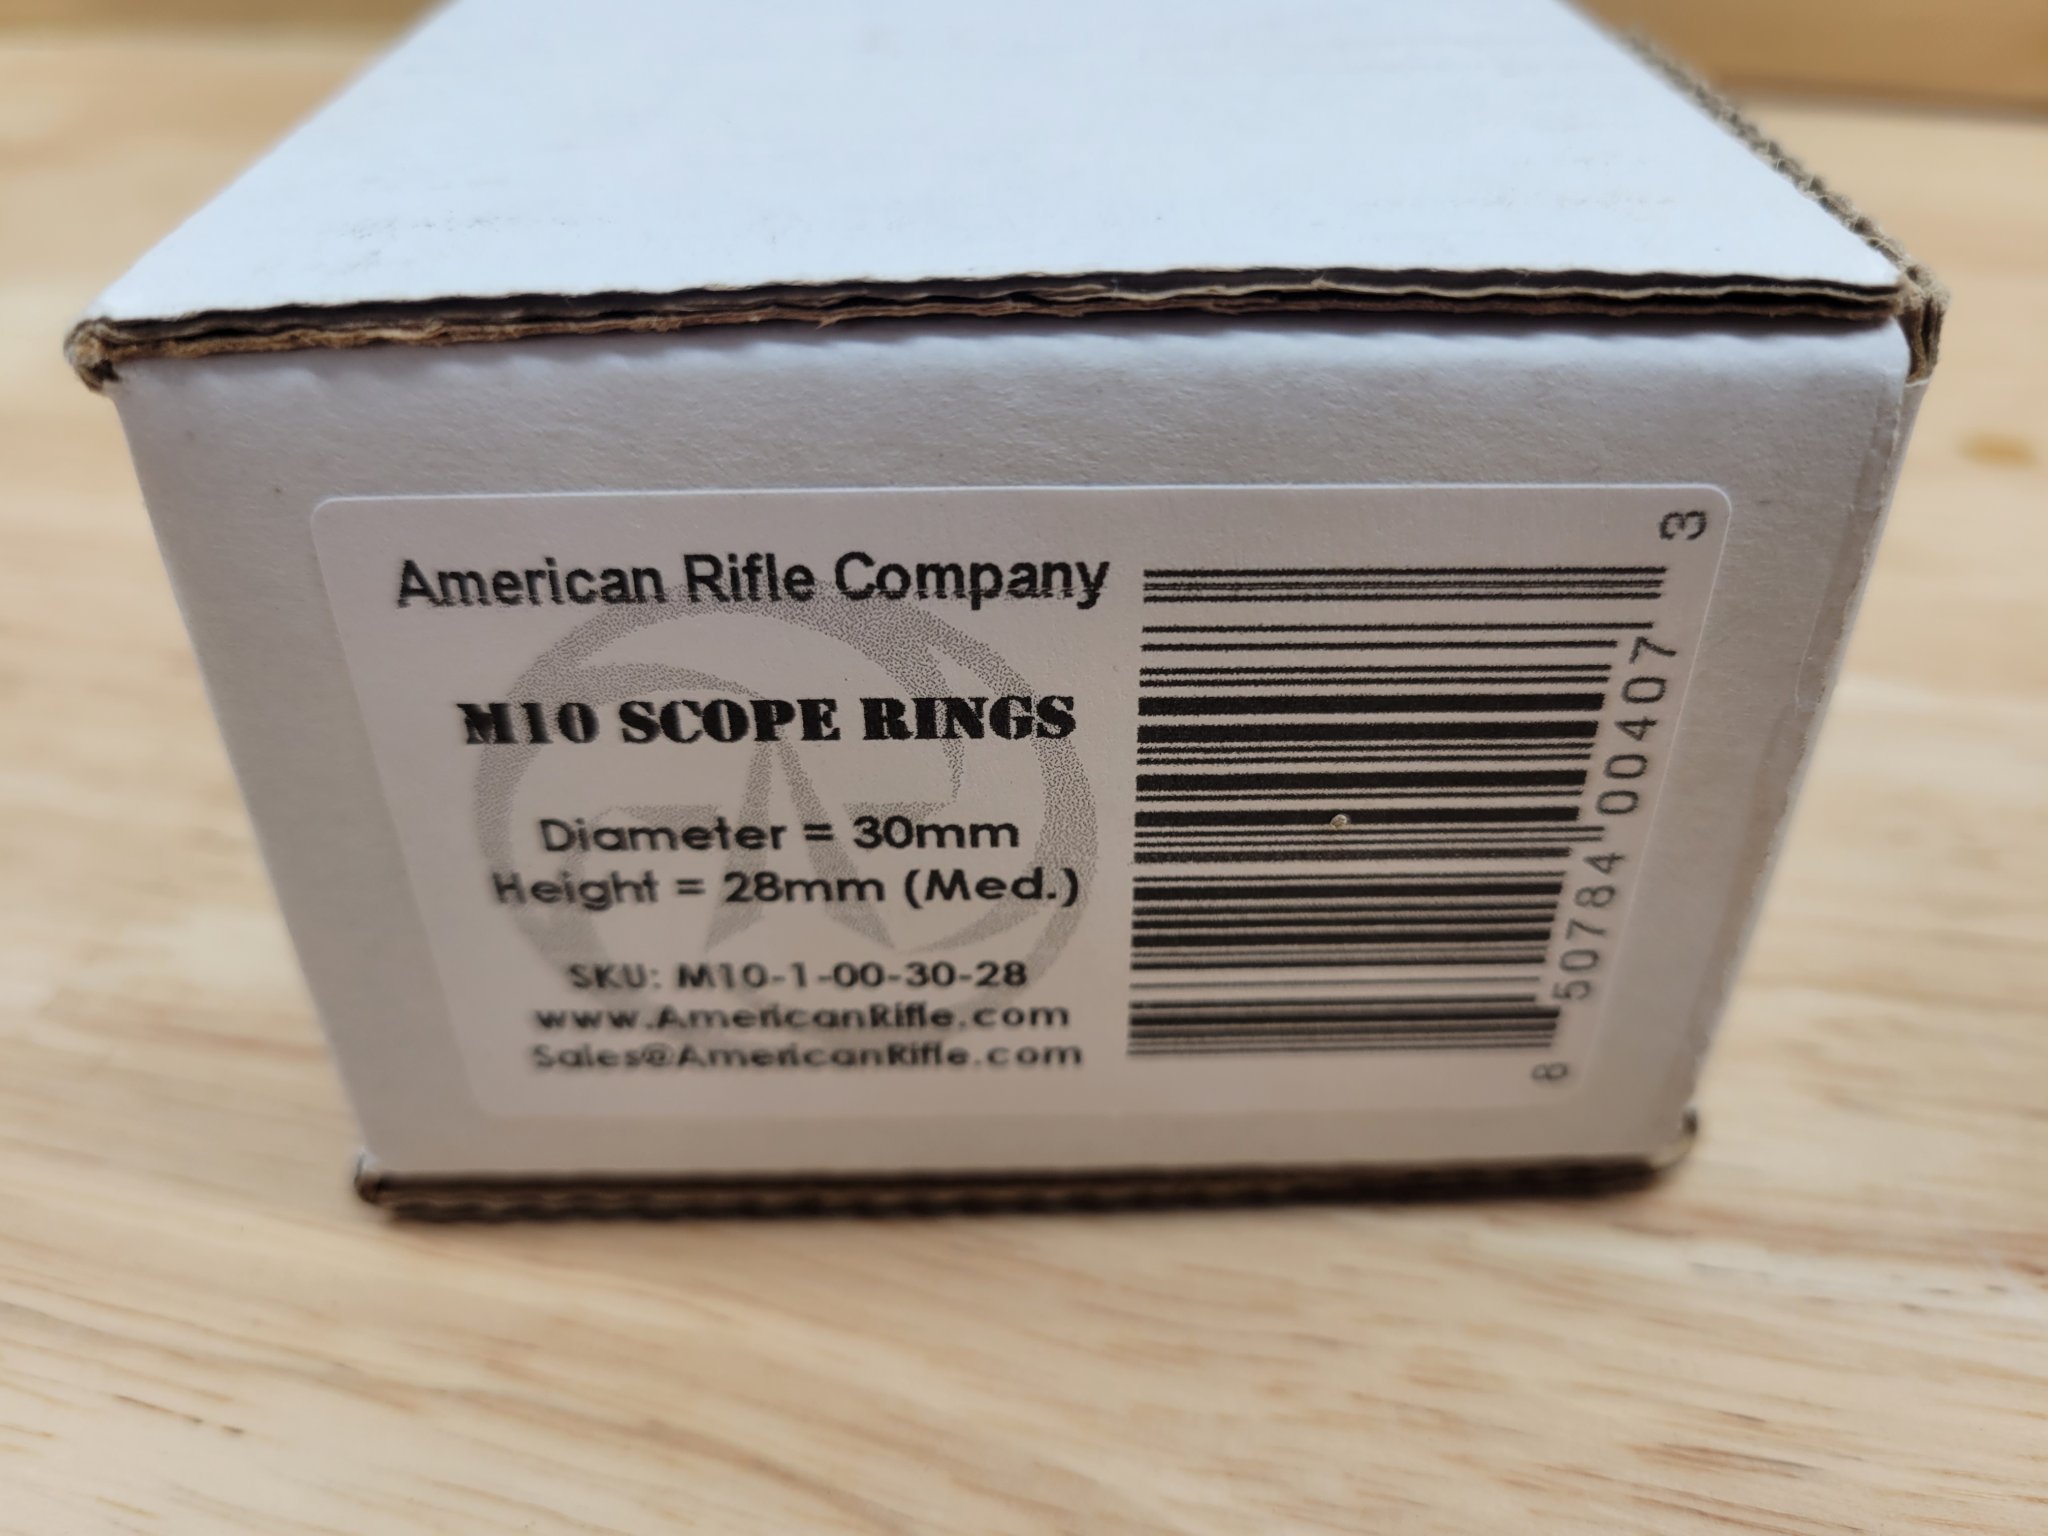 American Rifle Company
M10 SCOPE RINGS
Diameter = 30mm
Height = 28mm (Med.)
SKU: M10-1-00-30-28
www.AmericanRifle.com
Sales@AmericanRifle.com
8 50784 00407 3